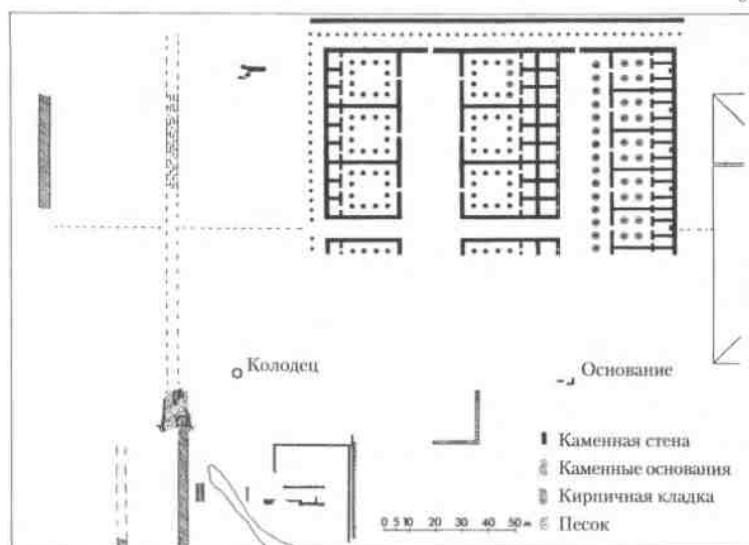 Колодец
Основание
Каменная стена
Каменные основания
Кирпичная кладка
Песок
0 5 10 20 30 40 50 м